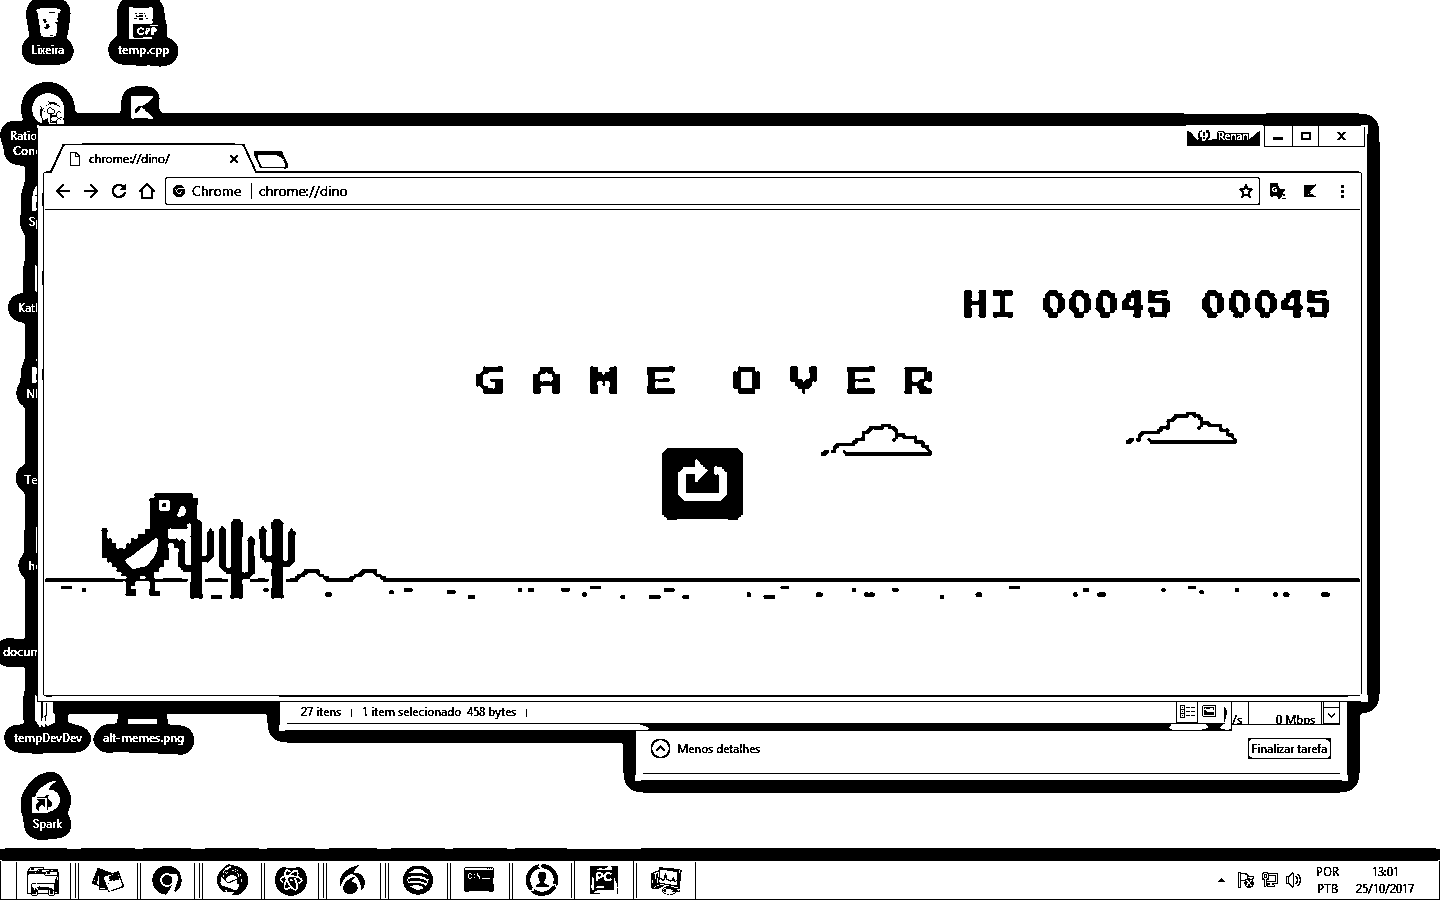 Lixeira
temp.cpp
Renan
chrome://dino/
Chrome
chrome://dino
HI 00045 00045
GAME OVER
27 itens
1 item selecionado 458 bytes
0 Mbps
tempDevDev
alt-memes.png
Menos detalhes
Finalizar tarefa
Spark
POR
PTB
13:01
25/10/2017